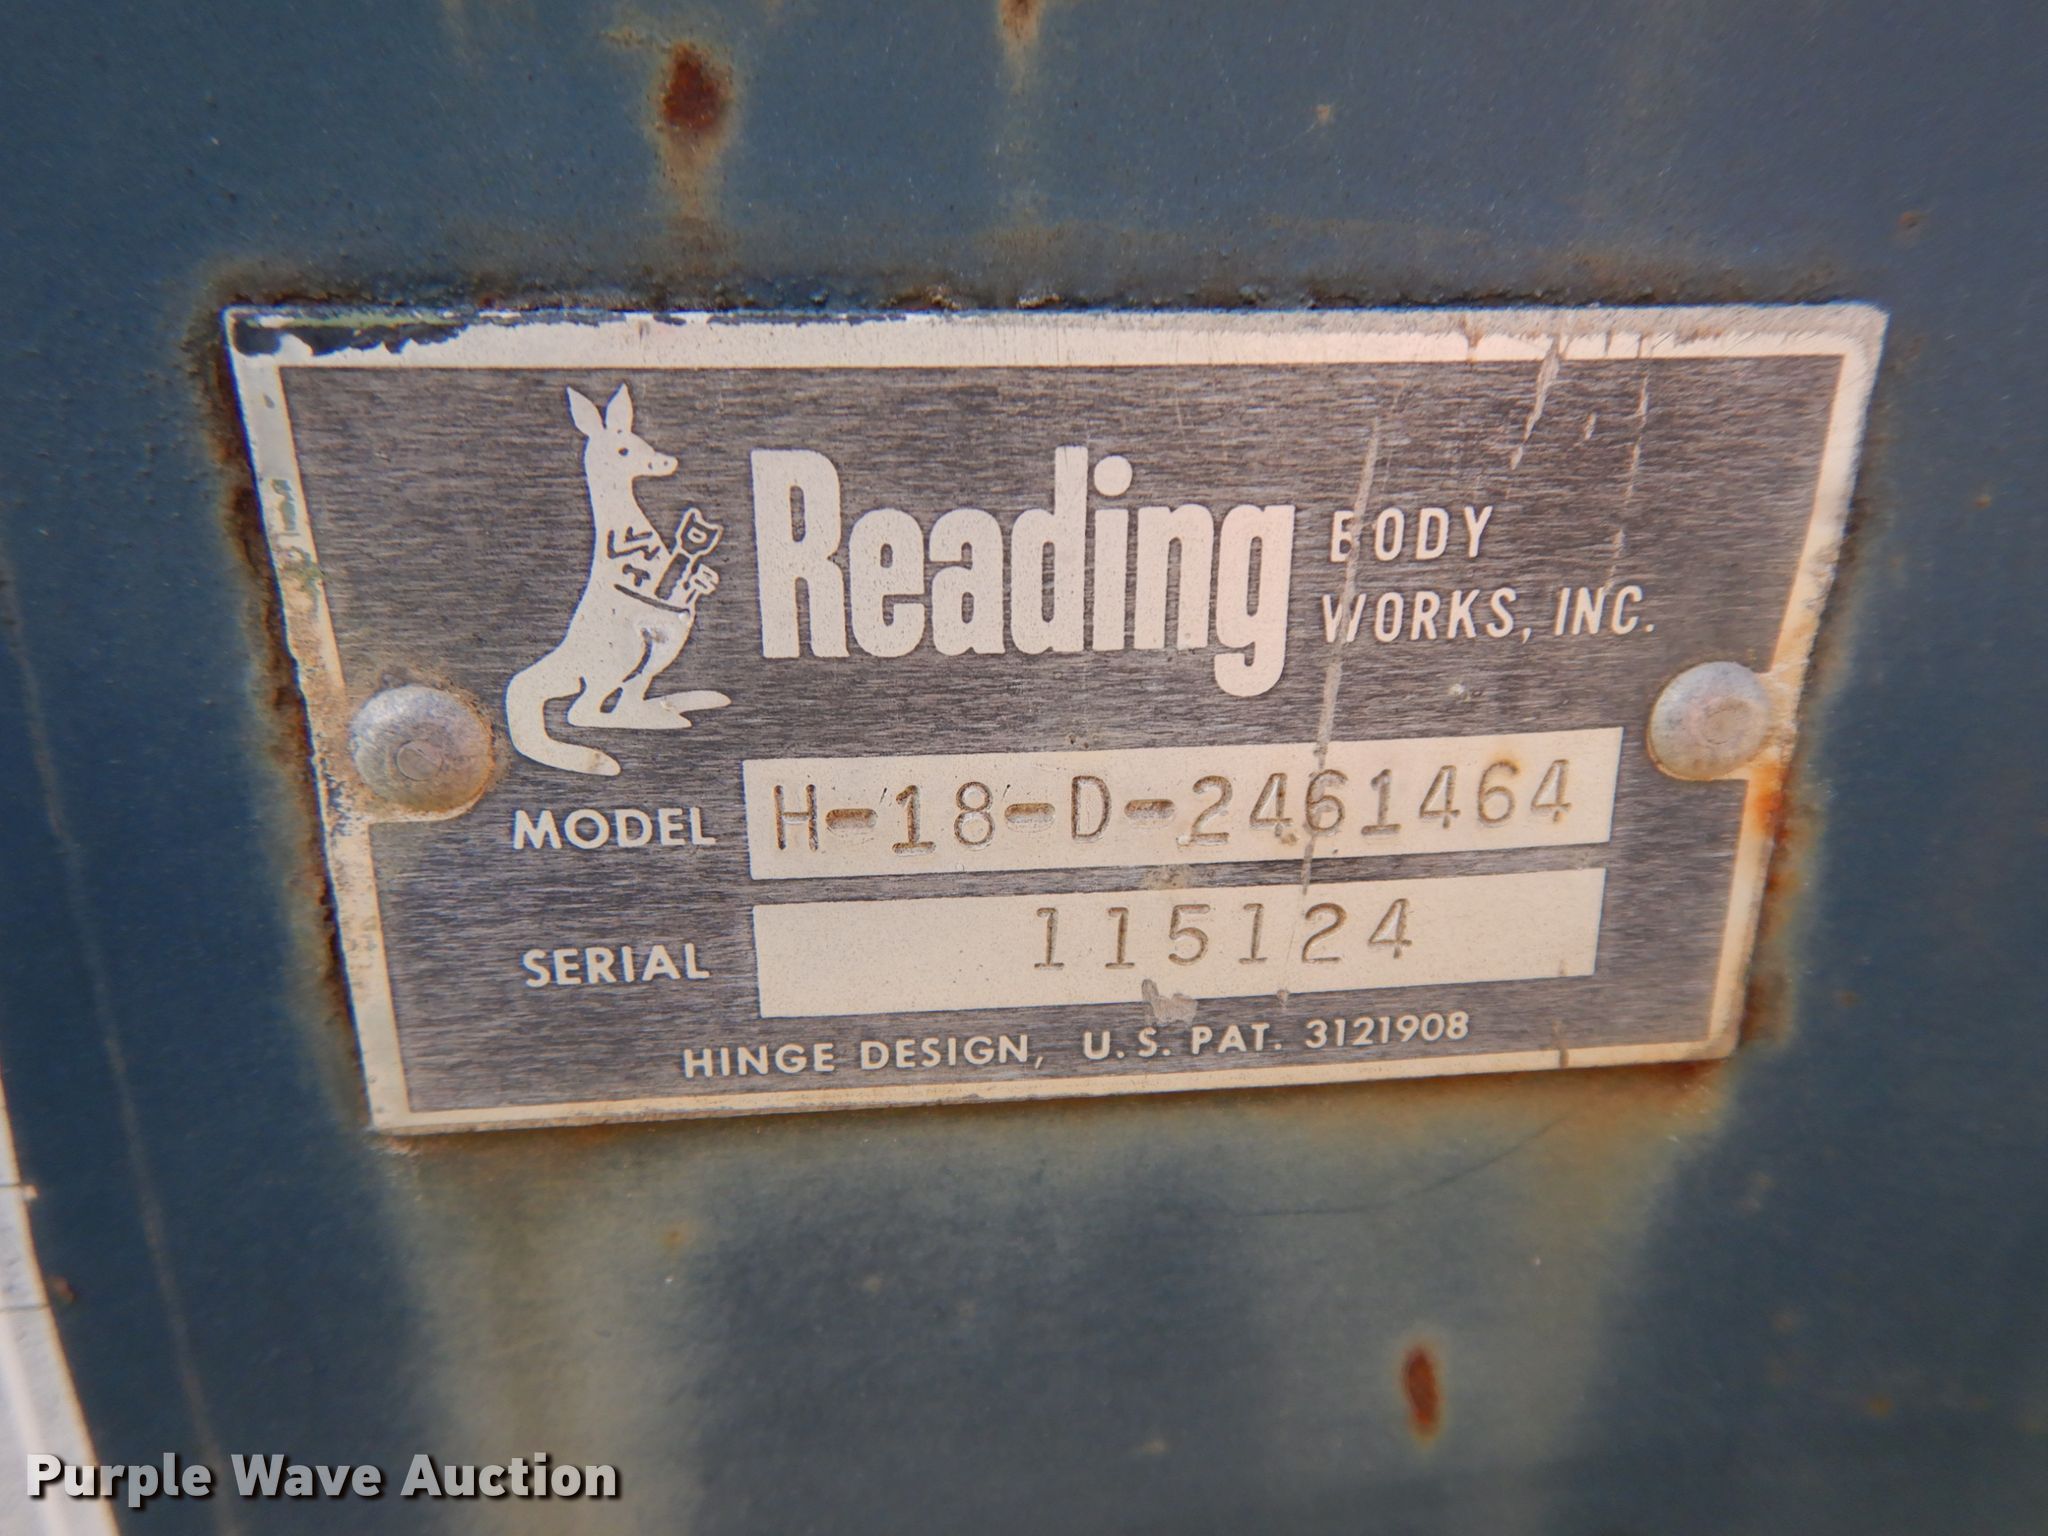 Reading BODY
WORKS, INC.
MODEL H-18-D-2461464
SERIAL 115124
HINGE DESIGN, U.S. PAT. 3121908
Purple Wave Auction